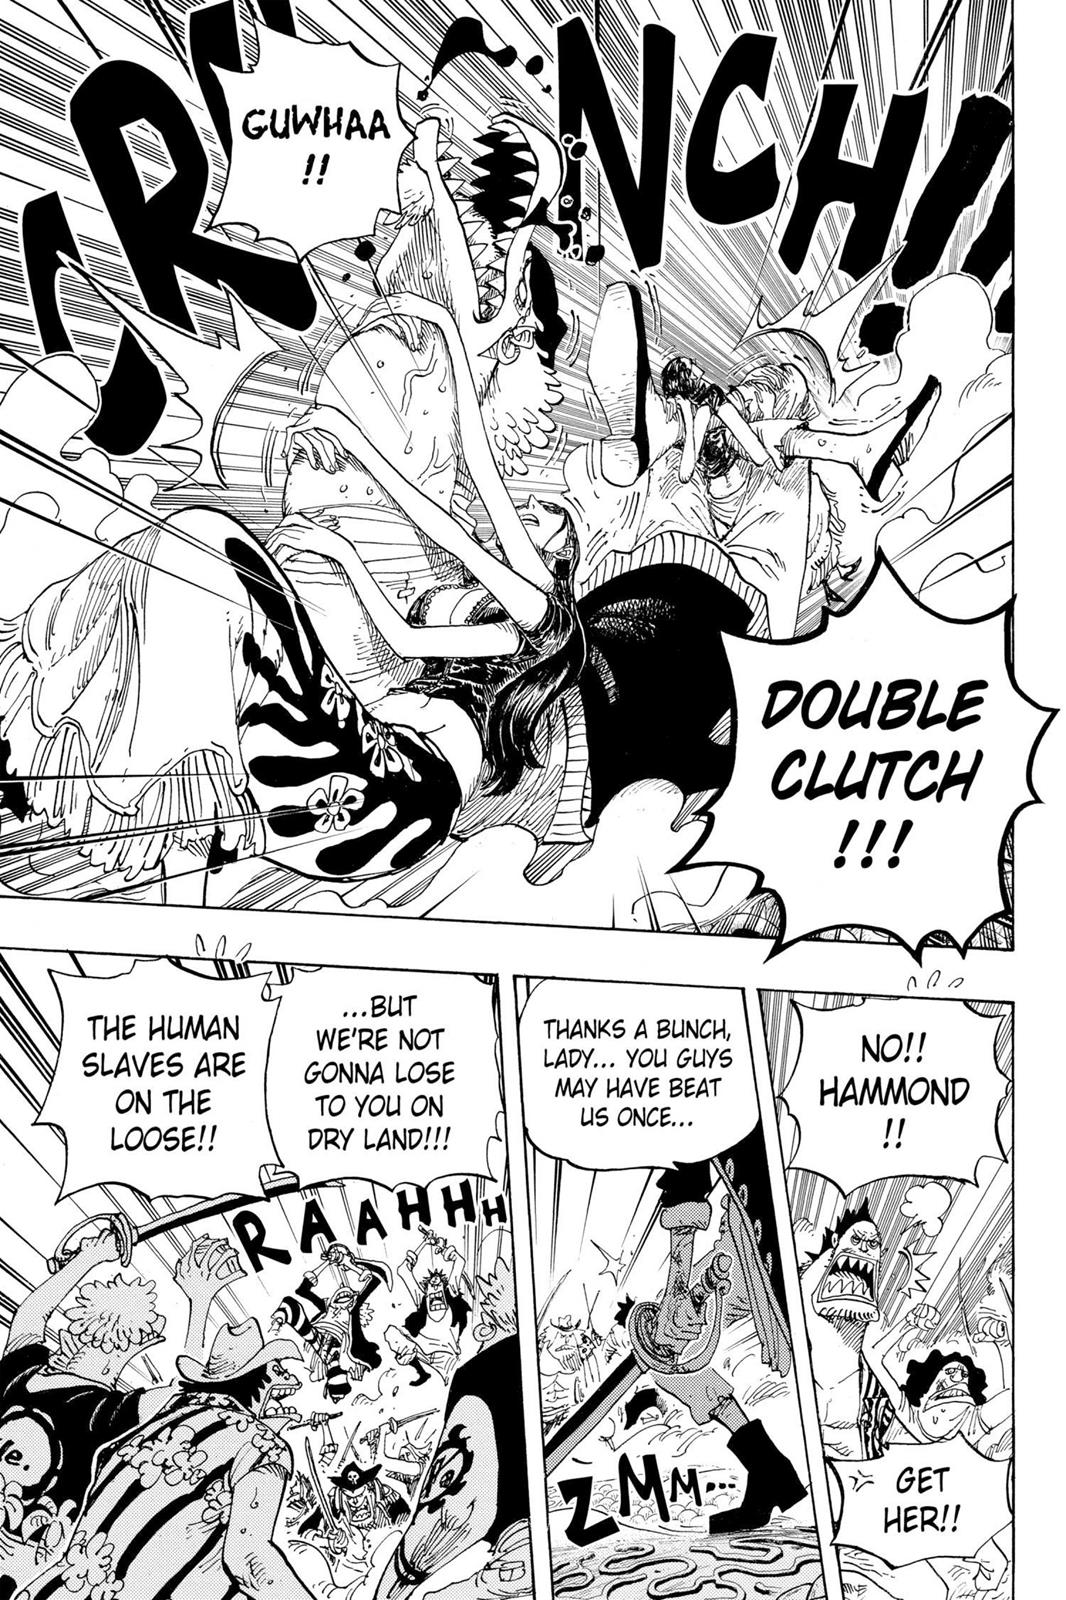 CRUNCH!!
GUWHAA
!!
DOUBLE
CLUTCH
!!!
NO!!
HAMMOND
!!
GET
HER!!
THANKS A BUNCH,
LADY... YOU GUYS
MAY HAVE BEAT
US ONCE...
ZMM...
...BUT
WE'RE NOT
GONNA LOSE
TO YOU ON
DRY LAND!!!
THE HUMAN
SLAVES ARE
ON THE
LOOSE!!
RAAHHH